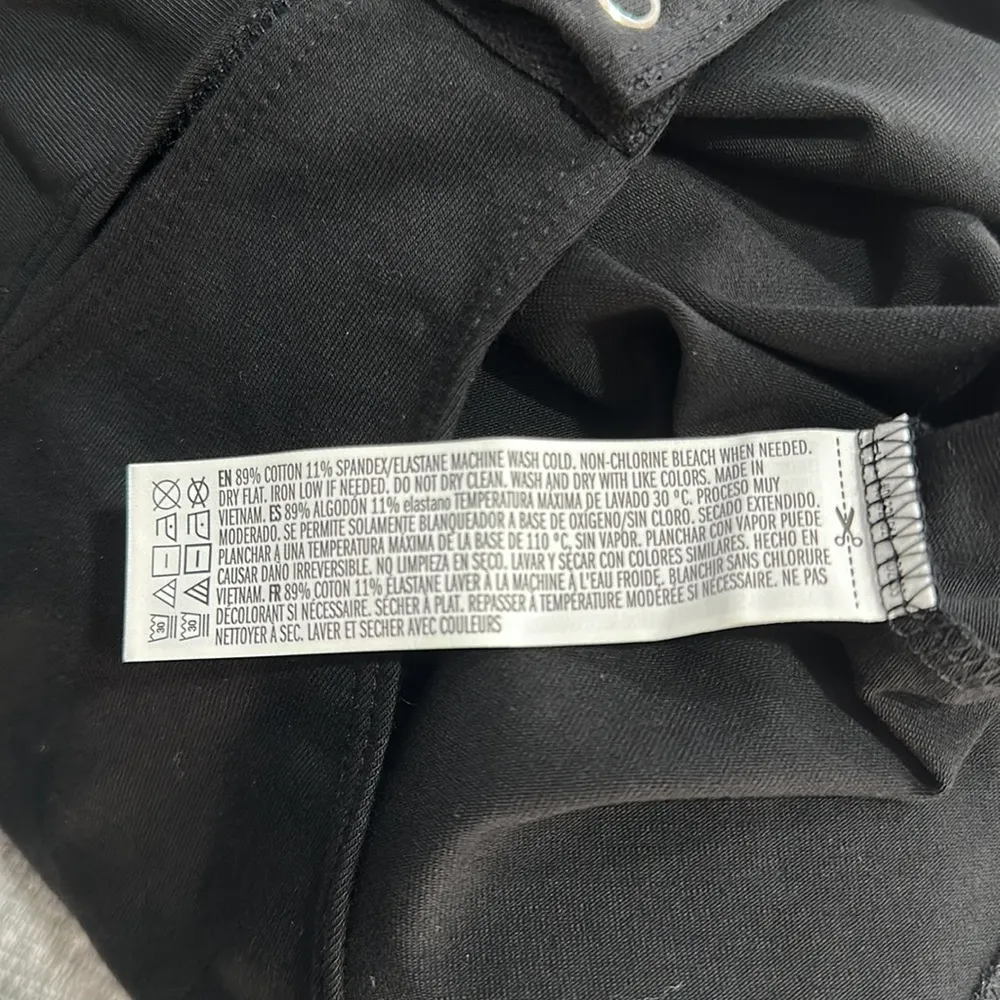 EN 89% COTTON 11% SPANDEX/ELASTANE MACHINE WASH COLD. NON-CHLORINE BLEACH WHEN NEEDED.
DRY FLAT. IRON LOW IF NEEDED. DO NOT DRY CLEAN. WASH AND DRY WITH LIKE COLORS. MADE IN
VIETNAM. ES 89% ALGODÓN 11% elastano TEMPERATURA MÁXIMA DE LAVADO 30 °C. PROCESO MUY
MODERADO. SE PERMITE SOLAMENTE BLANQUEADOR A BASE DE OXÍGENO/SIN CLORO. SECADO EXTENDIDO.
PLANCHAR A UNA TEMPERATURA MÁXIMA DE LA BASE DE 110 °C, SIN VAPOR. PLANCHAR CON VAPOR PUEDE
CAUSAR DAÑO IRREVERSIBLE. NO LIMPIEZA EN SECO. LAVAR Y SECAR CON COLORES SIMILARES. HECHO EN
VIETNAM. FR 89% COTON 11% ÉLASTANE LAVER À LA MACHINE À L'EAU FROIDE. BLANCHIR SANS CHLORURE
DÉCOLORANT SI NÉCESSAIRE. SÉCHER À PLAT. REPASSER À TEMPÉRATURE MODÉRÉE SI NÉCESSAIRE. NE PAS
NETTOYER À SEC. LAVER ET SECHER AVEC COULEURS
30
30